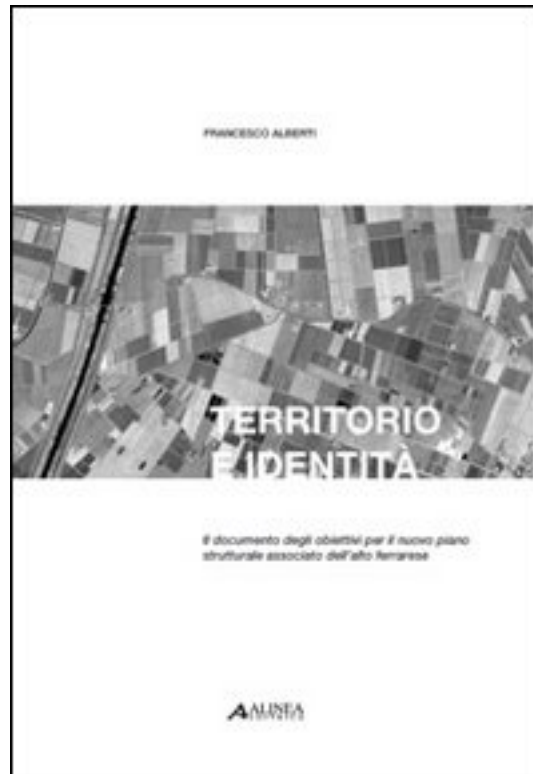 FRANCESCO ALBERTI
TERRITORIO
E IDENTITÀ
Il documento degli obiettivi per il nuovo piano
strutturale associato dell'alto ferrarese
ALINEA